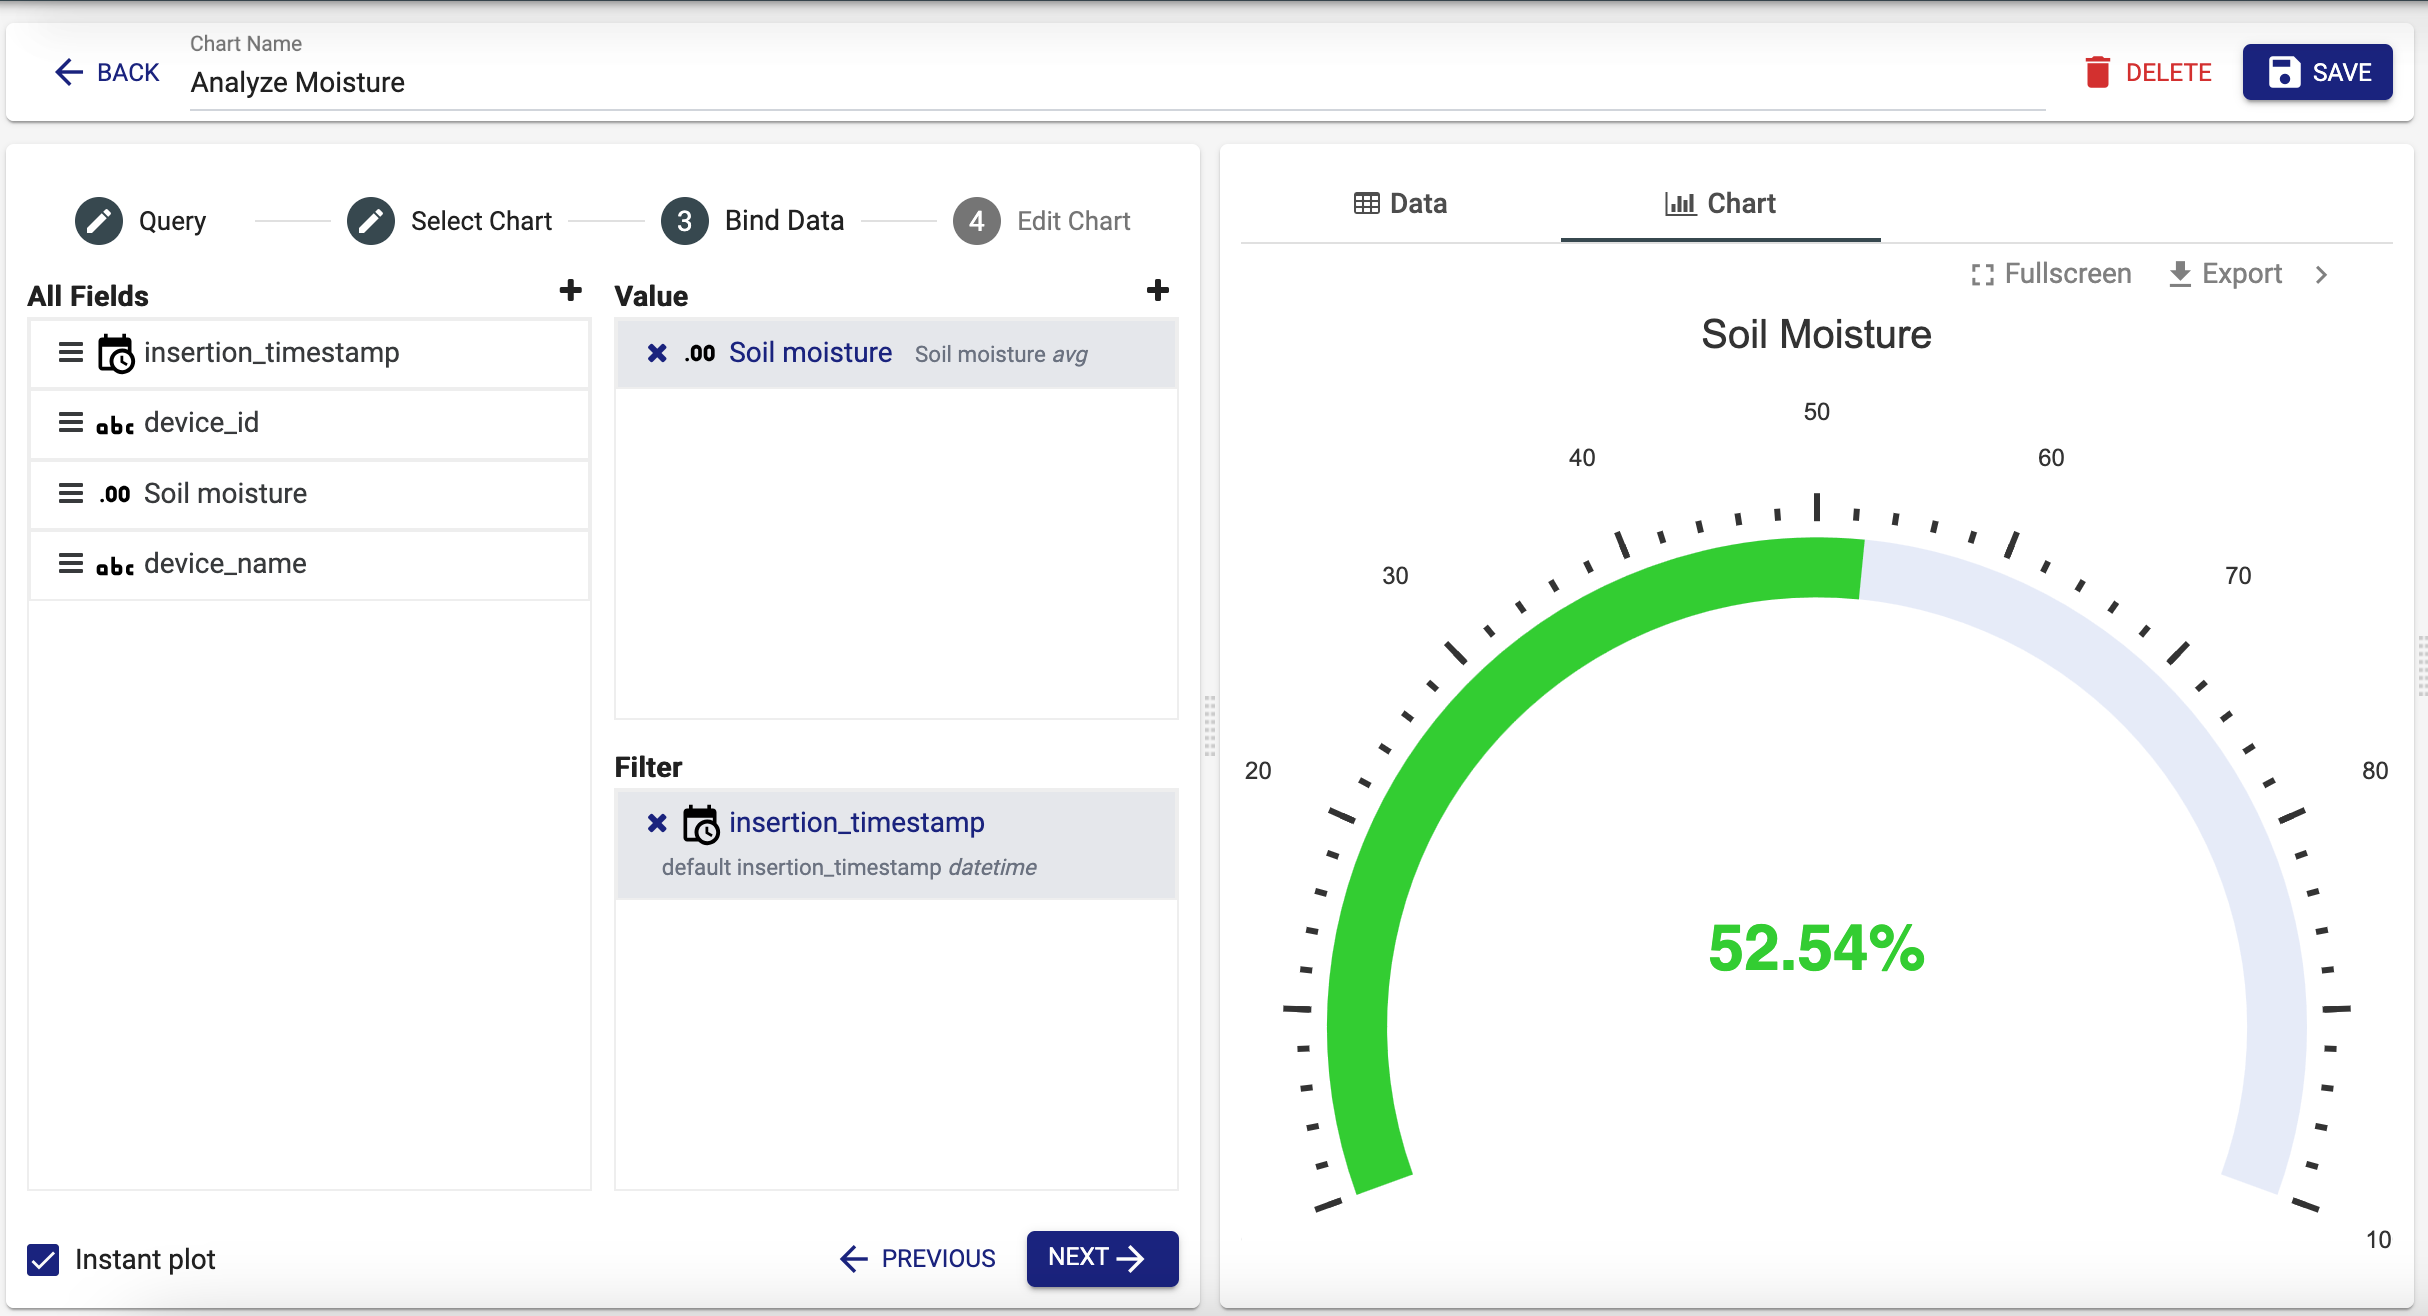 BACK
Chart Name
Analyze Moisture
DELETE
SAVE
Query
Select Chart
3
Bind Data
4
Edit Chart
All Fields
insertion_timestamp
abc device_id
.00 Soil moisture
abc device_name
Value
.00 Soil moisture Soil moisture avg
Filter
insertion_timestamp
default insertion_timestamp datetime
Instant plot
PREVIOUS
NEXT
Data
Chart
Fullscreen
Export
Soil Moisture
50
40
60
30
70
20
80
52.54%
10